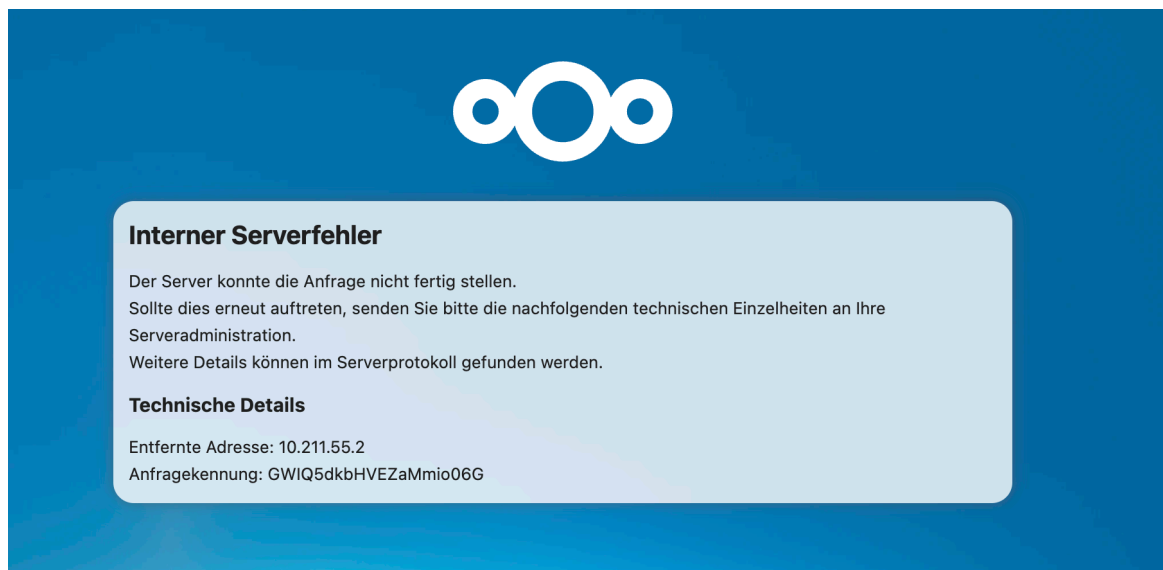 Interner Serverfehler
Der Server konnte die Anfrage nicht fertig stellen.
Sollte dies erneut auftreten, senden Sie bitte die nachfolgenden technischen Einzelheiten an Ihre
Serveradministration.
Weitere Details können im Serverprotokoll gefunden werden.
Technische Details
Entfernte Adresse: 10.211.55.2
Anfragekennung: GWIQ5dkbHVEZaMmio06G